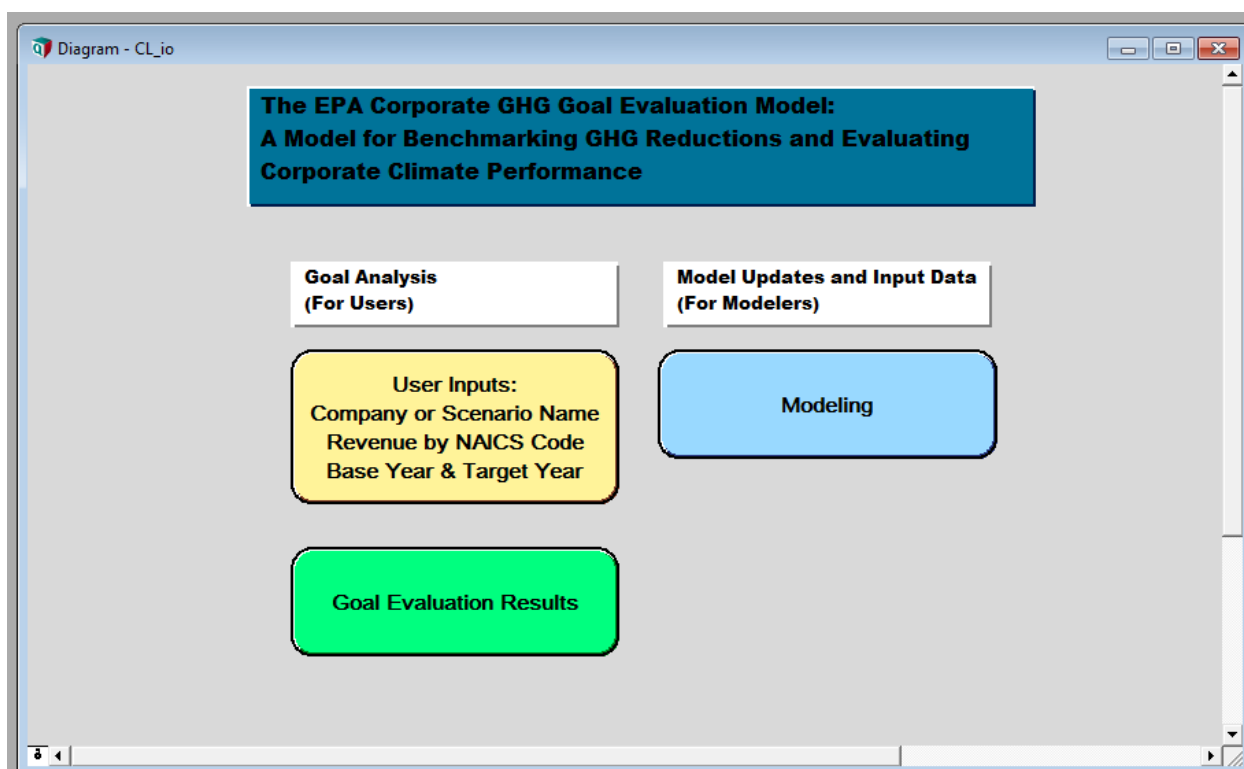 Diagram - CL_io
The EPA Corporate GHG Goal Evaluation Model:
A Model for Benchmarking GHG Reductions and Evaluating
Corporate Climate Performance
Goal Analysis
(For Users)
Model Updates and Input Data
(For Modelers)
User Inputs:
Company or Scenario Name
Revenue by NAICS Code
Base Year & Target Year
Modeling
Goal Evaluation Results